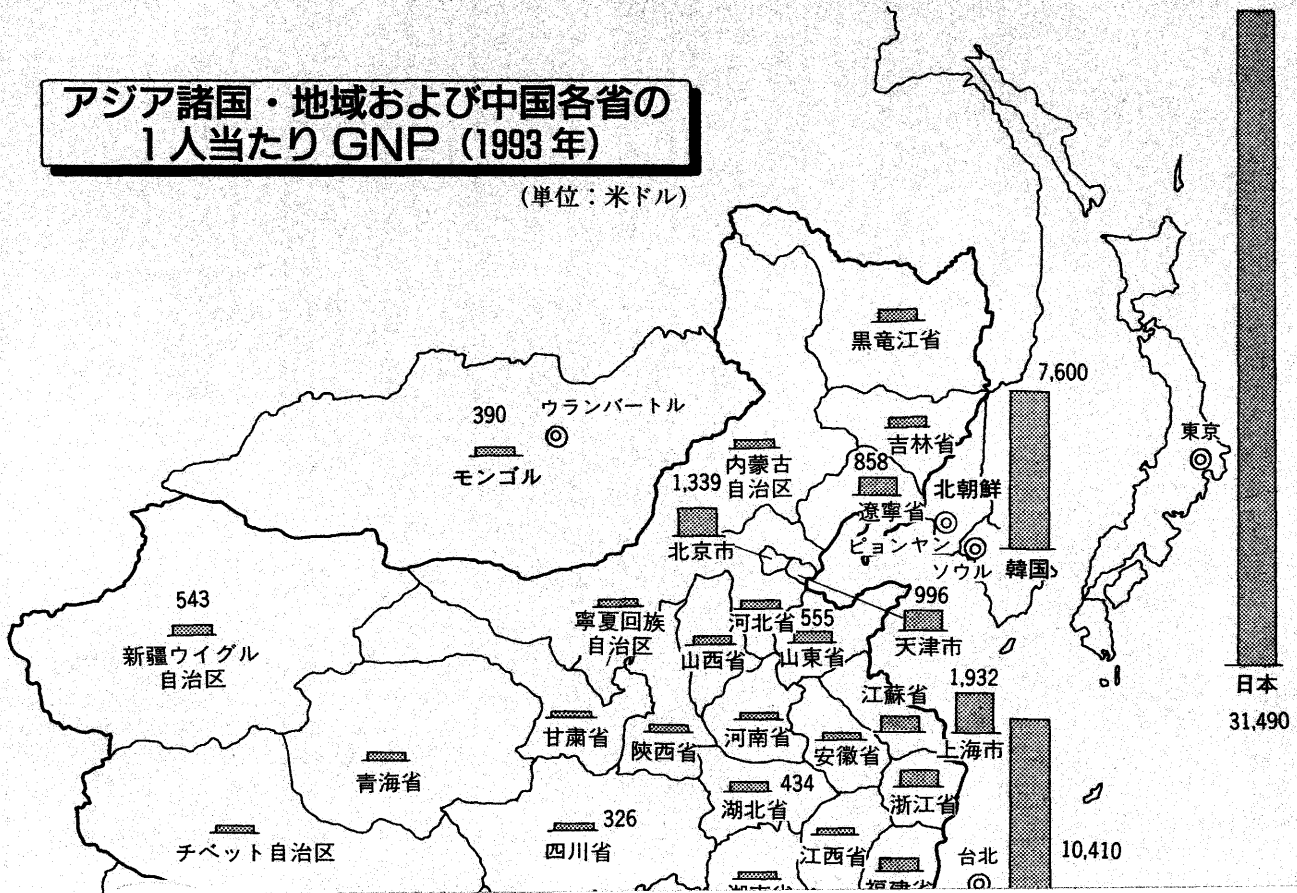 アジア諸国・地域および中国各省の
1人当たり GNP（1993年）
（単位：米ドル）
黒竜江省
7,600
390
ウランバートル
モンゴル
吉林省
東京
内蒙古
自治区
858
遼寧省
1,339
北京市
北朝鮮
ピョンヤン
ソウル
韓国
543
新疆ウイグル
自治区
寧夏回族
自治区
河北省
555
山東省
山西省
996
天津市
日本
31,490
江蘇省
1,932
上海市
甘粛省
陝西省
河南省
安徽省
青海省
湖北省
434
浙江省
チベット自治区
四川省
326
江西省
台北
10,410
湖南省
福建省